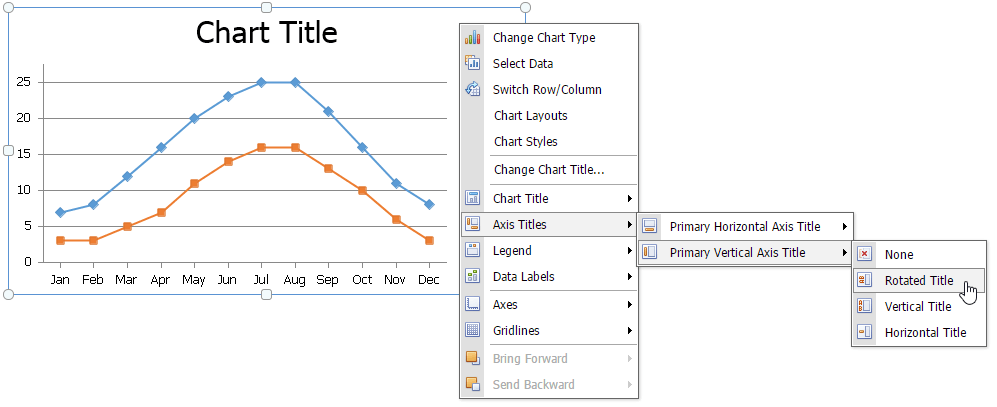 Chart Title
25
20
15
10
5
0
Jan Feb Mar Apr May Jun Jul Aug Sep Oct Nov Dec
Change Chart Type
Select Data
Switch Row/Column
Chart Layouts
Chart Styles
Change Chart Title...
Chart Title
Axis Titles
Legend
Data Labels
Axes
Gridlines
Bring Forward
Send Backward
Primary Horizontal Axis Title
Primary Vertical Axis Title
None
Rotated Title
Vertical Title
Horizontal Title